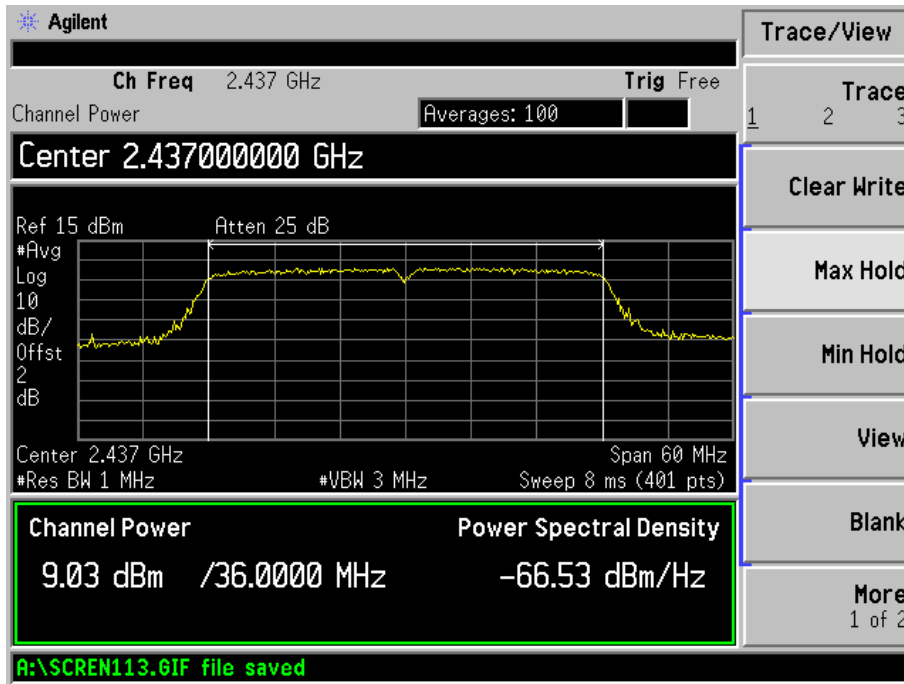 Agilent
Ch Freq 2.437 GHz Trig Free
Channel Power Averages: 100
Center 2.437000000 GHz
Ref 15 dBm Atten 25 dB
#Avg
Log
10
dB/
Offst
2
dB
Center 2.437 GHz Span 60 MHz
#Res BW 1 MHz #VBW 3 MHz Sweep 8 ms (401 pts)
Channel Power Power Spectral Density
9.03 dBm /36.0000 MHz -66.53 dBm/Hz
A:\SCREN113.GIF file saved
Trace/View
Trace
1 2 3
Clear Write
Max Hold
Min Hold
View
Blank
More
1 of 2